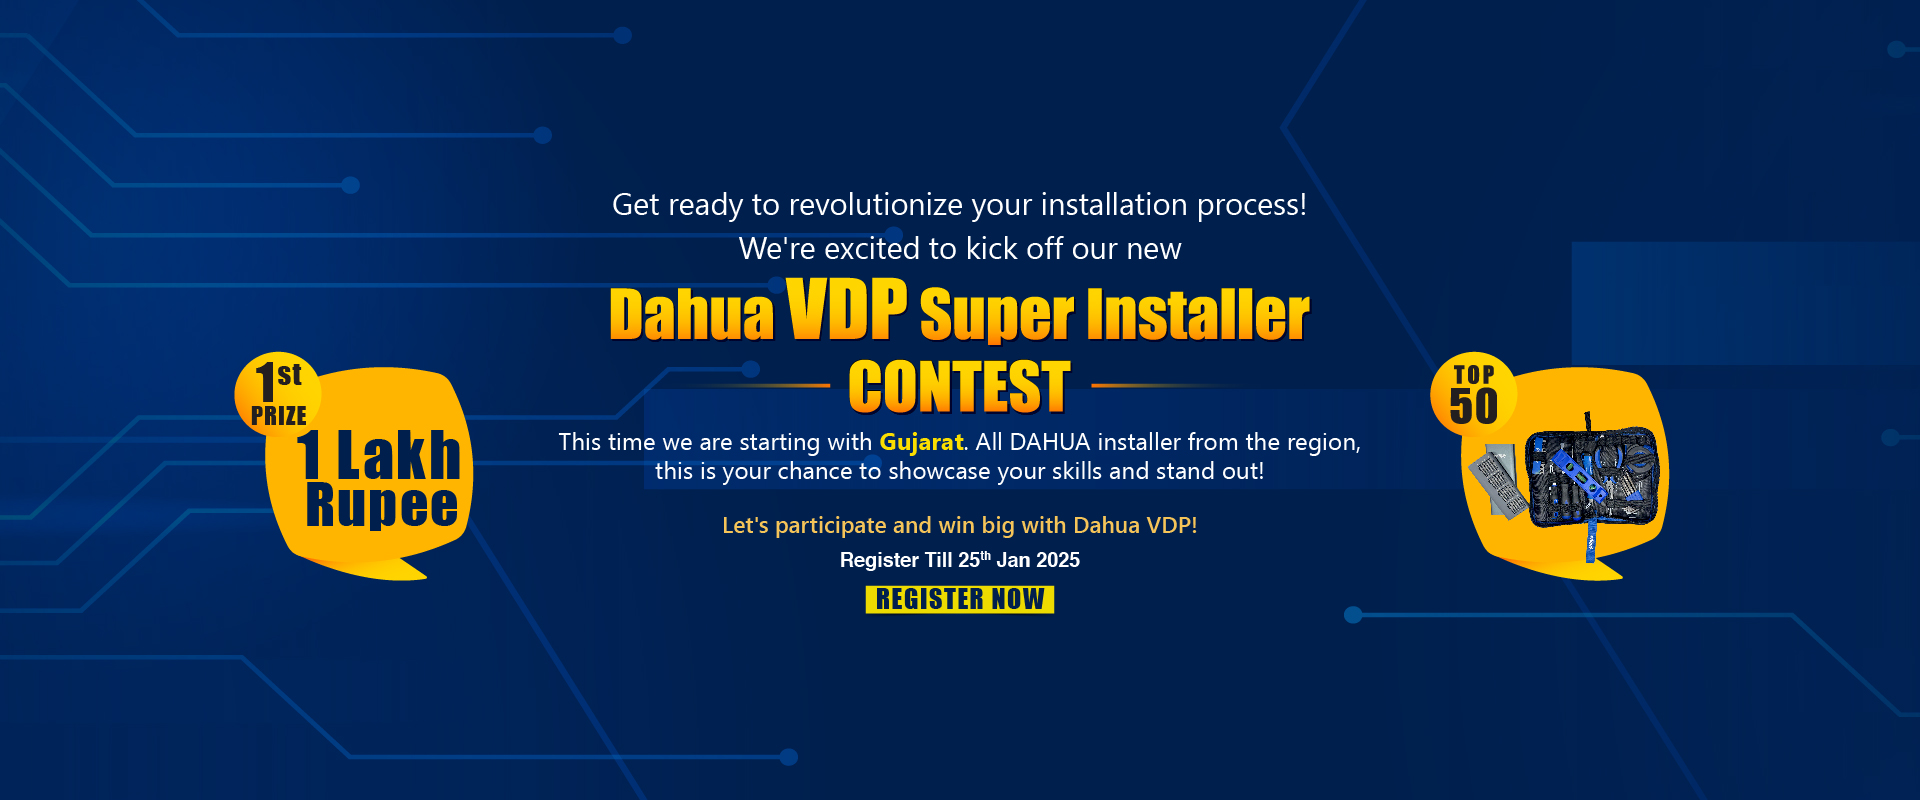 Get ready to revolutionize your installation process!
We're excited to kick off our new
Dahua VDP Super Installer
CONTEST
This time we are starting with Gujarat. All DAHUA installer from the region,
this is your chance to showcase your skills and stand out!
Let's participate and win big with Dahua VDP!
Register Till 25th Jan 2025
REGISTER NOW
1st
PRIZE
1 Lakh
Rupee
TOP
50